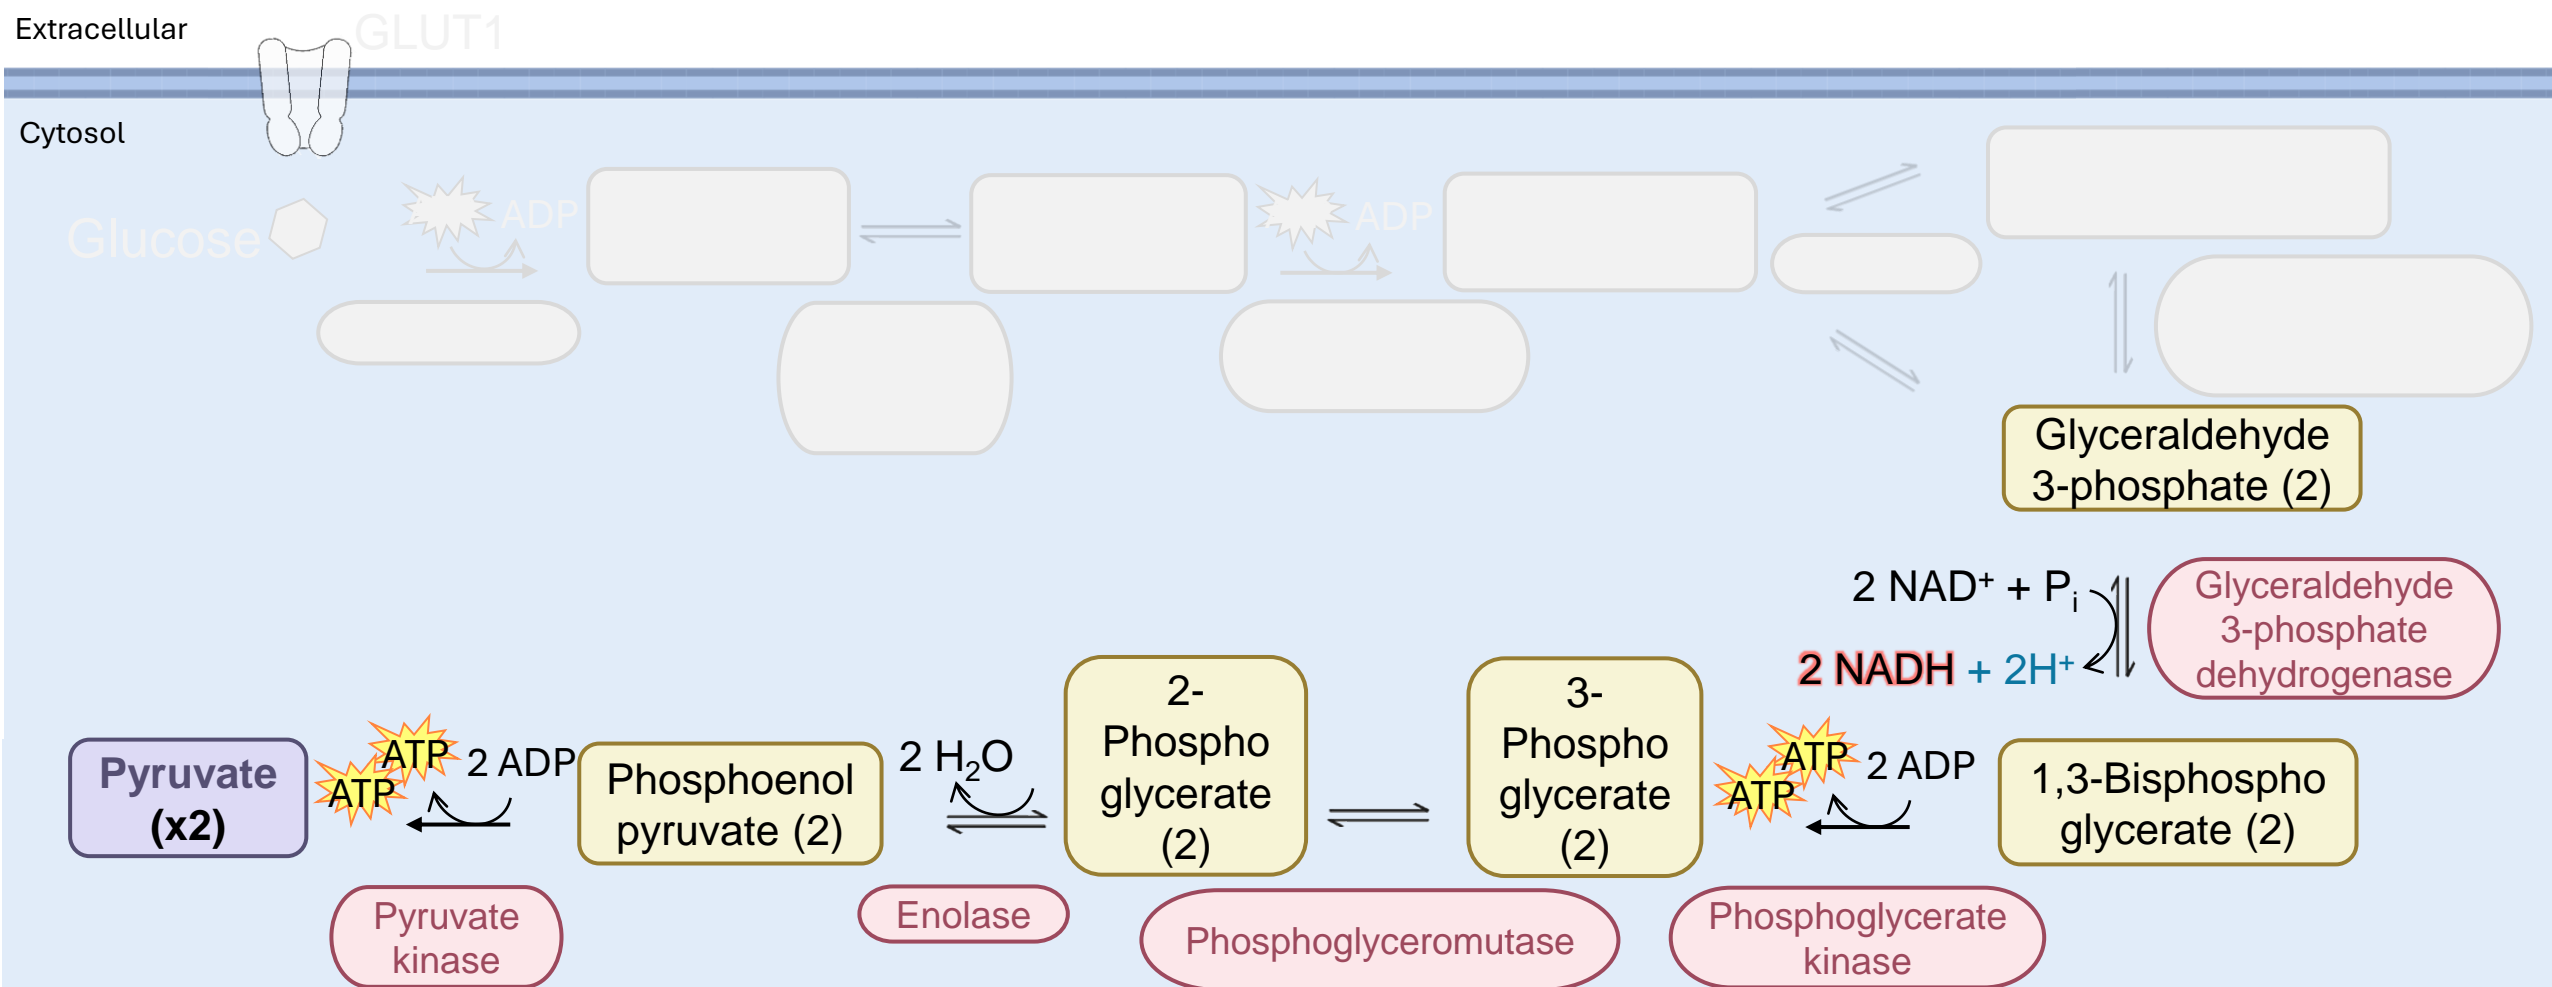 Extracellular
GLUT1
Cytosol
Glucose
ADP
ADP
Glyceraldehyde
3-phosphate (2)
2 NAD⁺ + Pᵢ
2 NADH + 2H⁺
Glyceraldehyde
3-phosphate
dehydrogenase
Pyruvate
(x2)
ATP
ATP
2 ADP
Phosphoenol
pyruvate (2)
2 H₂O
2-
Phospho
glycerate
(2)
3-
Phospho
glycerate
(2)
ATP
ATP
2 ADP
1,3-Bisphospho
glycerate (2)
Pyruvate
kinase
Enolase
Phosphoglyceromutase
Phosphoglycerate
kinase